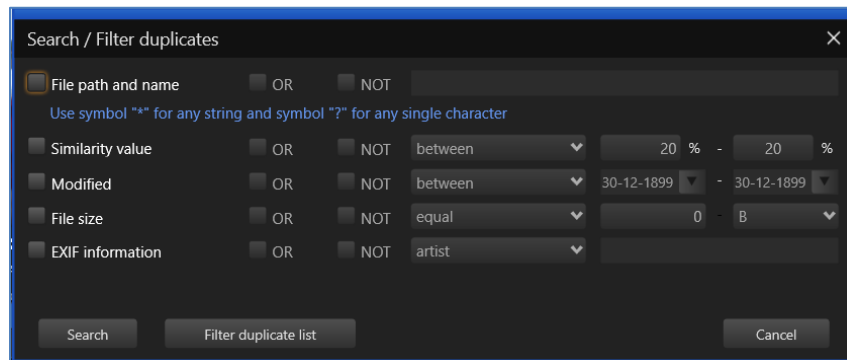 Search / Filter duplicates
File path and name OR NOT
Use symbol "*" for any string and symbol "?" for any single character
Similarity value OR NOT between 20 % - 20 %
Modified OR NOT between 30-12-1899 - 30-12-1899
File size OR NOT equal 0 - B
EXIF information OR NOT artist
Search Filter duplicate list Cancel